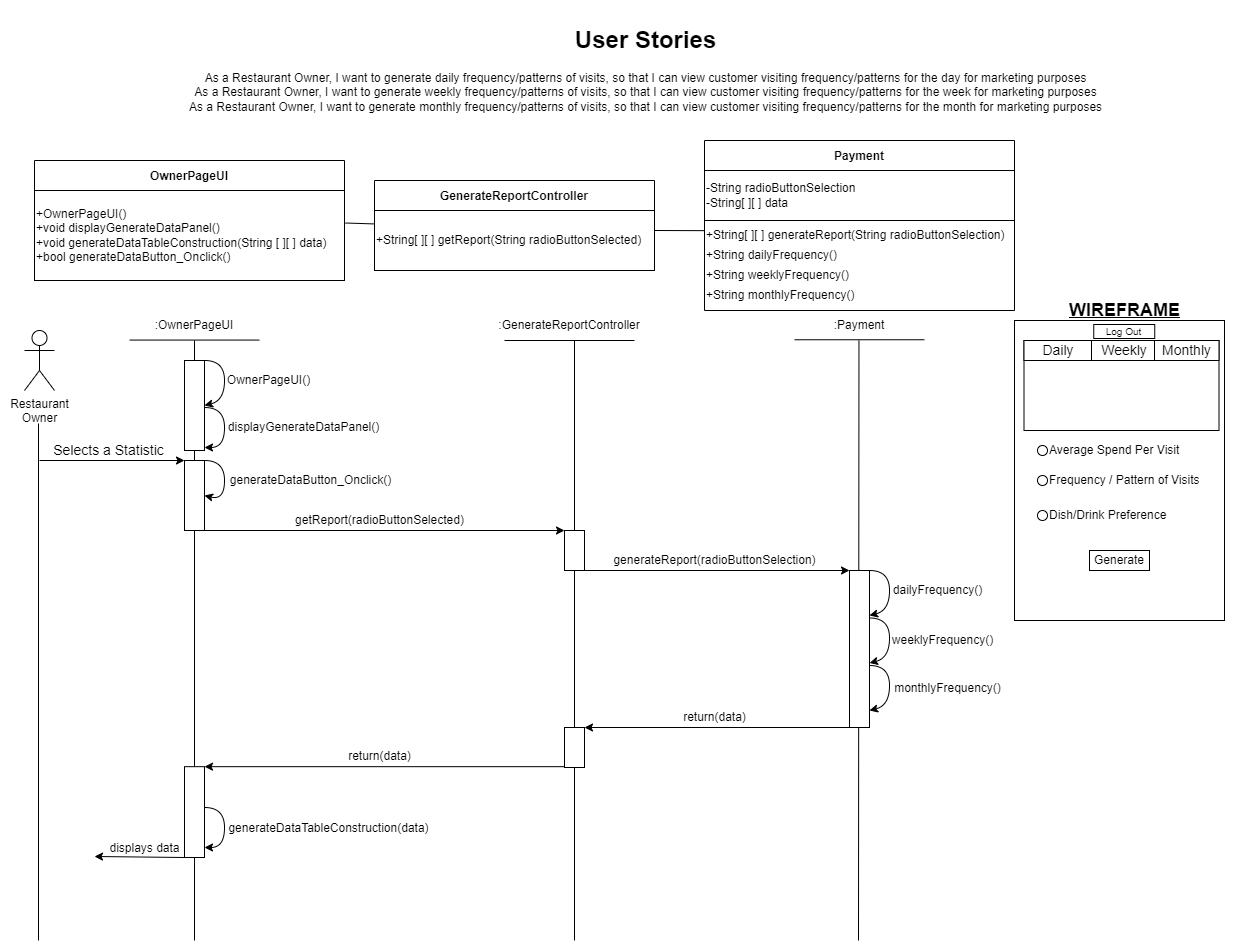 User Stories
As a Restaurant Owner, I want to generate daily frequency/patterns of visits, so that I can view customer visiting frequency/patterns for the day for marketing purposes
As a Restaurant Owner, I want to generate weekly frequency/patterns of visits, so that I can view customer visiting frequency/patterns for the week for marketing purposes
As a Restaurant Owner, I want to generate monthly frequency/patterns of visits, so that I can view customer visiting frequency/patterns for the month for marketing purposes
OwnerPageUI
+OwnerPageUI()
+void displayGenerateDataPanel()
+void generateDataTableConstruction(String [ ][ ] data)
+bool generateDataButton_Onclick()
GenerateReportController
+String[ ][ ] getReport(String radioButtonSelected)
Payment
-String radioButtonSelection
-String[ ][ ] data
+String[ ][ ] generateReport(String radioButtonSelection)
+String dailyFrequency()
+String weeklyFrequency()
+String monthlyFrequency()
WIREFRAME
Log Out
Daily
Weekly
Monthly
Average Spend Per Visit
Frequency / Pattern of Visits
Dish/Drink Preference
Generate
:OwnerPageUI
:GenerateReportController
:Payment
Restaurant
Owner
OwnerPageUI()
displayGenerateDataPanel()
Selects a Statistic
generateDataButton_Onclick()
getReport(radioButtonSelected)
generateReport(radioButtonSelection)
dailyFrequency()
weeklyFrequency()
monthlyFrequency()
return(data)
return(data)
generateDataTableConstruction(data)
displays data